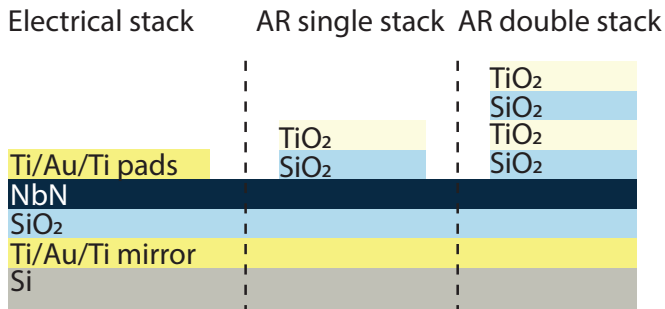 Electrical stack
AR single stack
AR double stack
TiO₂
SiO₂
TiO₂
TiO₂
Ti/Au/Ti pads
SiO₂
SiO₂
NbN
SiO₂
Ti/Au/Ti mirror
Si